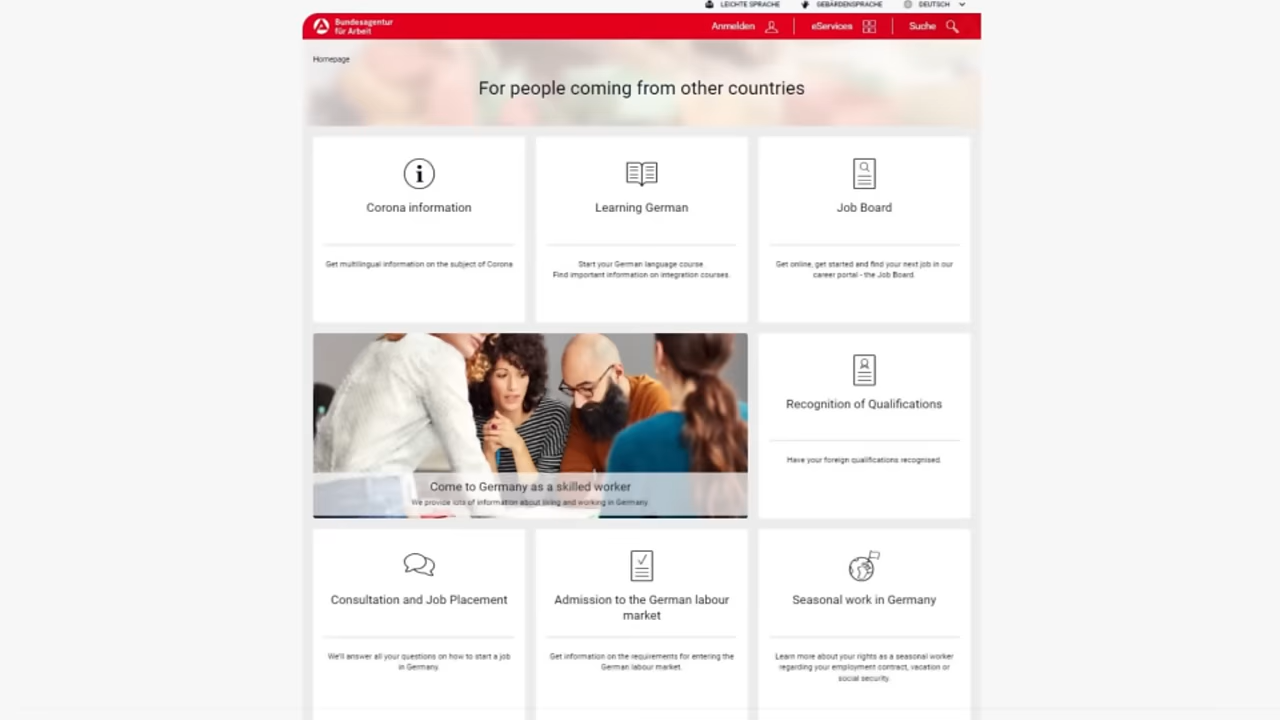 LEICHTE SPRACHE GEBÄRDENSPRACHE DEUTSCH
Bundesagentur
für Arbeit
Anmelden eServices Suche
Homepage
For people coming from other countries
Corona information
Get multilingual information on the subject of Corona
Learning German
Start your German language course
Find important information on integration courses.
Job Board
Get online, get started and find your next job in our
career portal - the Job Board.
Come to Germany as a skilled worker
We provide lots of information about living and working in Germany.
Recognition of Qualifications
Have your foreign qualifications recognised.
Consultation and Job Placement
We'll answer all your questions on how to start a job
in Germany.
Admission to the German labour
market
Get information on the requirements for entering the
German labour market.
Seasonal work in Germany
Learn more about your rights as a seasonal worker
regarding your employment contract, vacation or
social security.